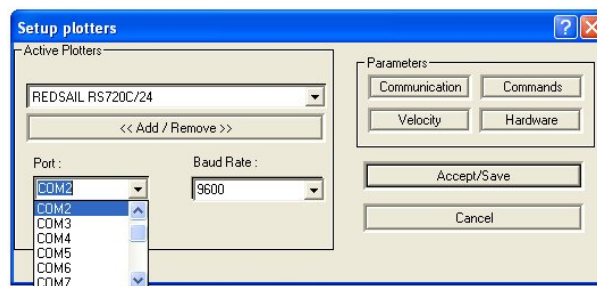 Setup plotters
Active Plotters
REDSAIL RS720C/24
<< Add / Remove >>
Port :
Baud Rate :
COM2
9600
COM2
COM3
COM4
COM5
COM6
COM7
Parameters
Communication
Commands
Velocity
Hardware
Accept/Save
Cancel